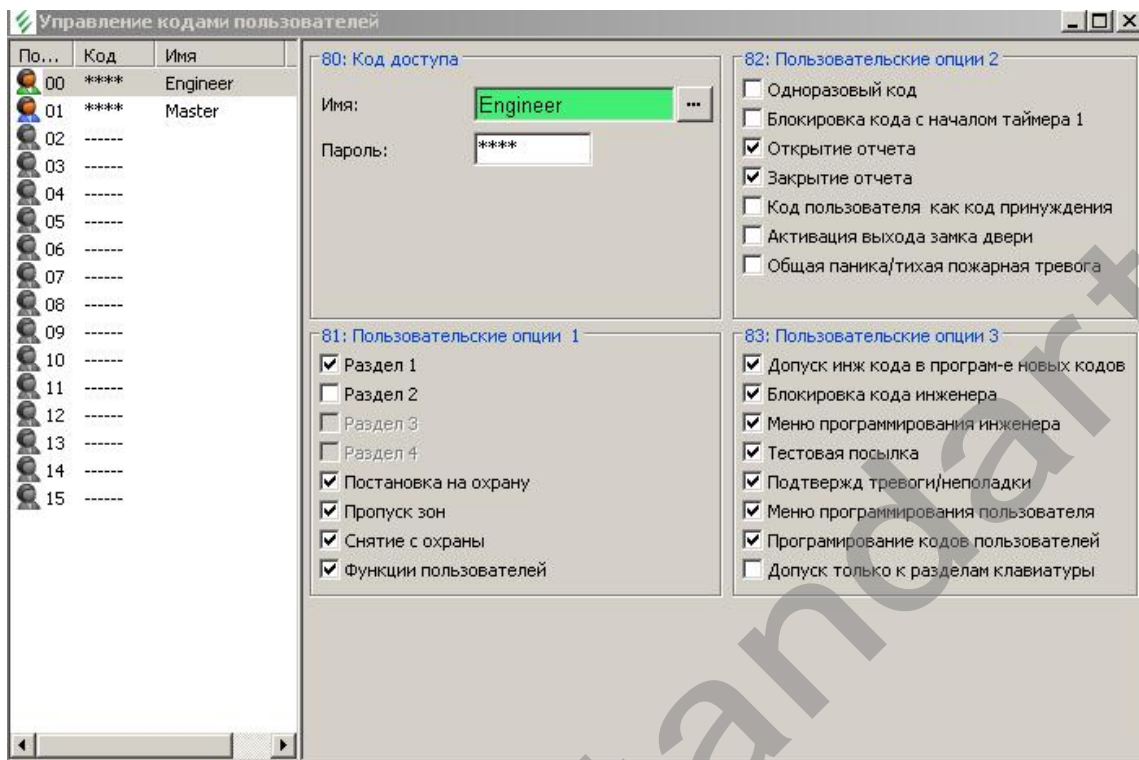 Управление кодами пользователей
По... Код Имя
00 **** Engineer
01 **** Master
02 ------
03 ------
04 ------
05 ------
06 ------
07 ------
08 ------
09 ------
10 ------
11 ------
12 ------
13 ------
14 ------
15 ------
80: Код доступа
Имя: Engineer ...
Пароль: ****
82: Пользовательские опции 2
Одноразовый код
Блокировка кода с началом таймера 1
Открытие отчета
Закрытие отчета
Код пользователя как код принуждения
Активация выхода замка двери
Общая паника/тихая пожарная тревога
81: Пользовательские опции 1
Раздел 1
Раздел 2
Раздел 3
Раздел 4
Постановка на охрану
Пропуск зон
Снятие с охраны
Функции пользователей
83: Пользовательские опции 3
Допуск инж кода в програм-е новых кодов
Блокировка кода инженера
Меню программирования инженера
Тестовая посылка
Подтвержд тревоги/неполадки
Меню программирования пользователя
Програмирование кодов пользователей
Допуск только к разделам клавиатуры